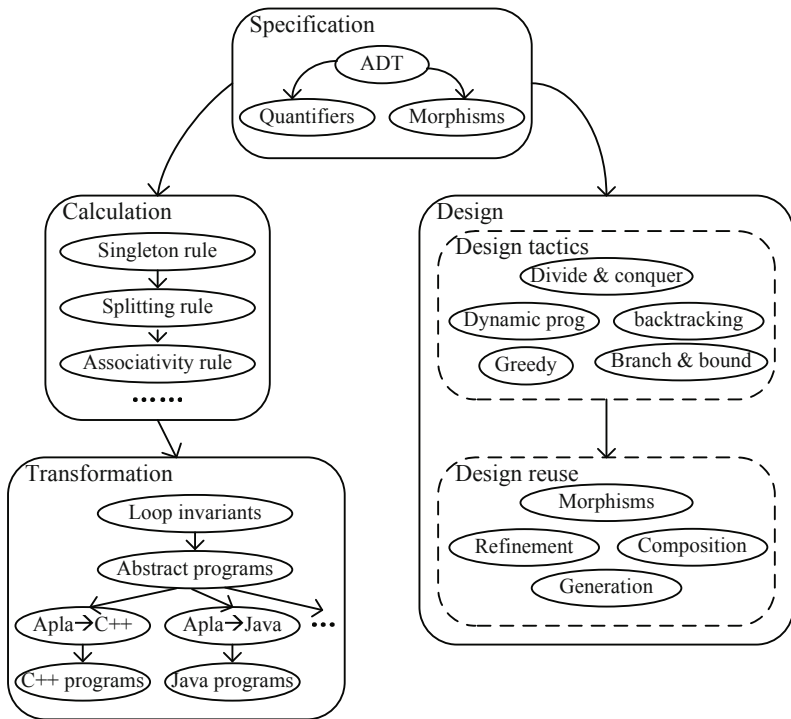 Specification
ADT
Quantifiers
Morphisms
Calculation
Singleton rule
Splitting rule
Associativity rule
……
Transformation
Loop invariants
Abstract programs
Apla→C++
Apla→Java
...
C++ programs
Java programs
Design
Design tactics
Divide & conquer
Dynamic prog
backtracking
Greedy
Branch & bound
Design reuse
Morphisms
Refinement
Composition
Generation